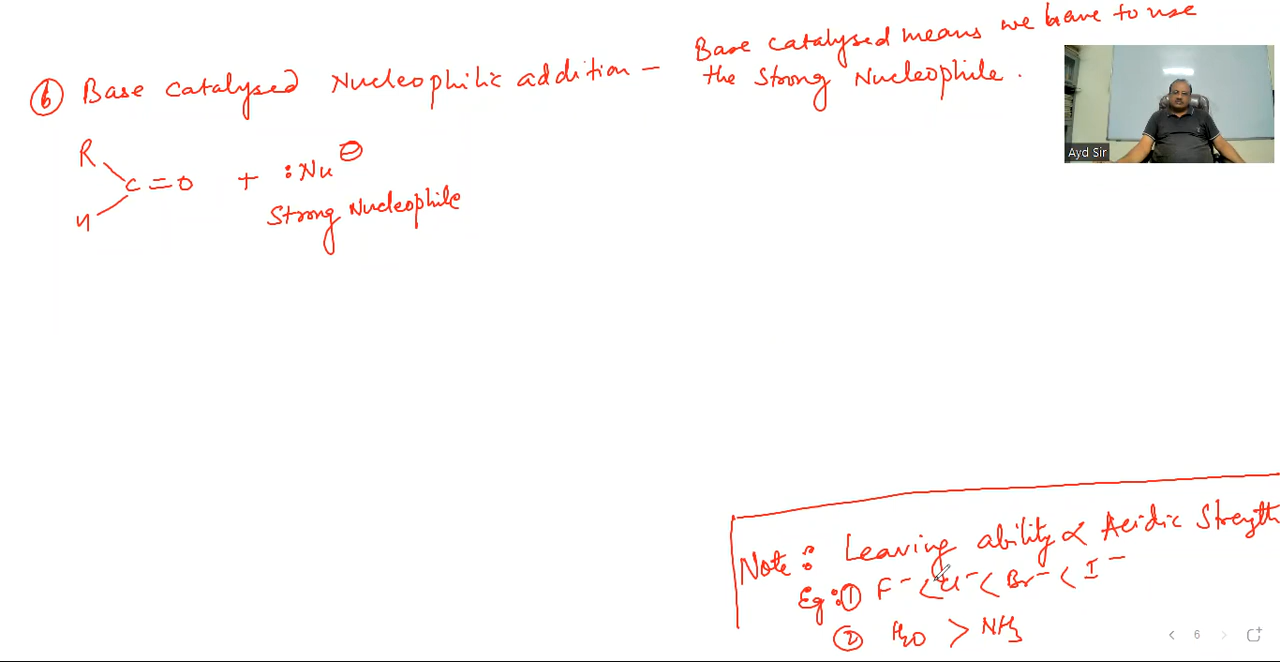 ⑥ Base catalysed Nucleophilic addition - Base catalysed means we have to use
the Strong Nucleophile.
R
C=O + :Nu⊖
H
Strong Nucleophile
Ayd Sir
Note: Leaving ability ∝ Acidic Strength
Eg: ① F⁻ < Cl⁻ < Br⁻ < I⁻
② H₂O > NH₃
6